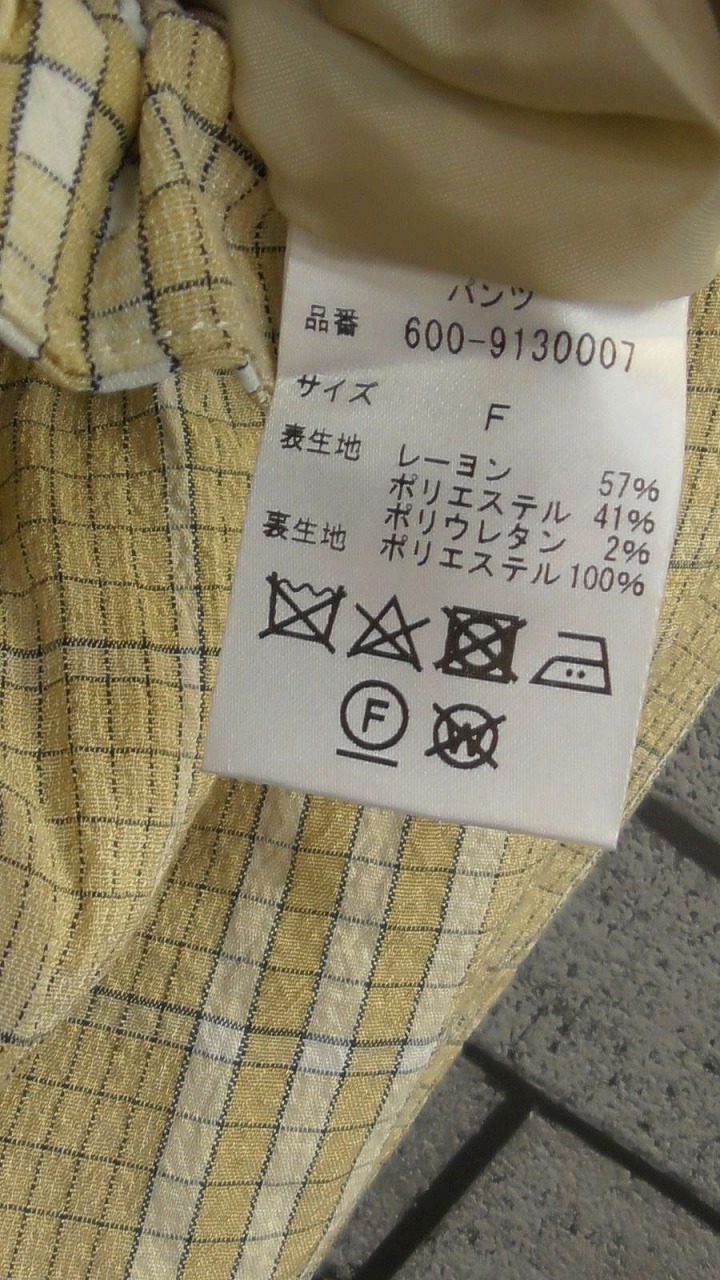 パンツ
品番 600-9130007
サイズ F
表生地 レーヨン 57%
ポリエステル 41%
ポリウレタン 2%
裏生地 ポリエステル 100%
F W